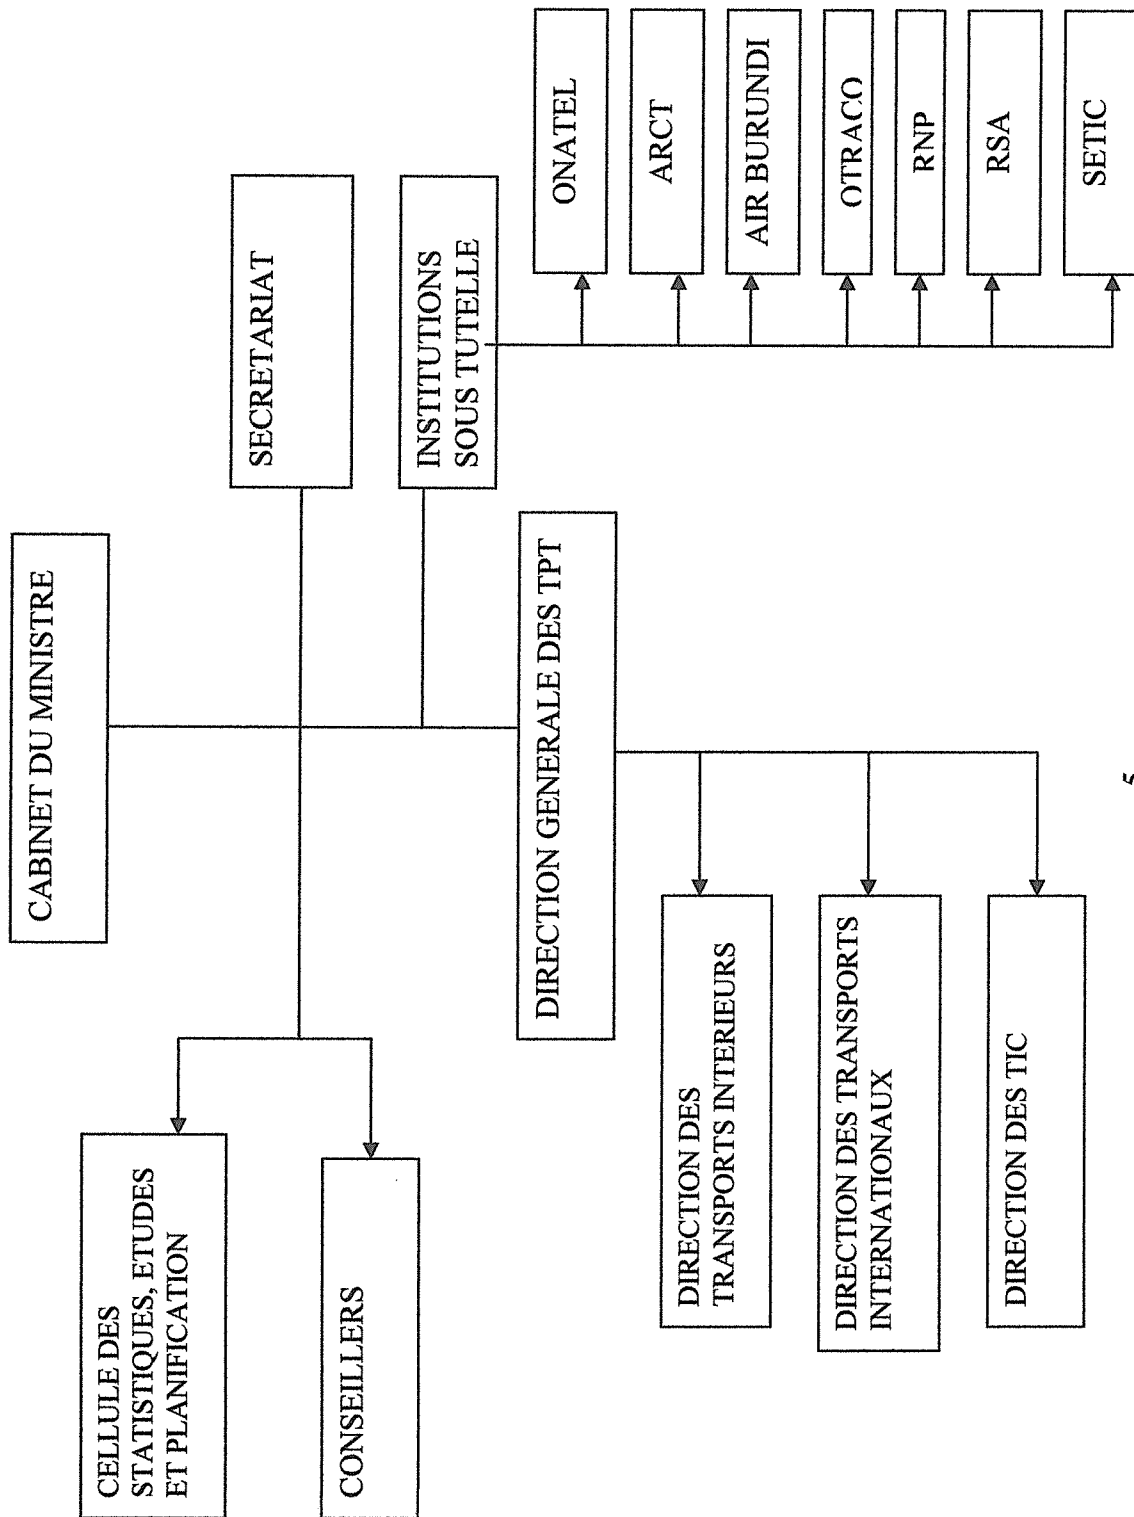 CABINET DU MINISTRE
CELLULE DES
STATISTIQUES, ETUDES
ET PLANIFICATION
SECRETARIAT
CONSEILLERS
INSTITUTIONS
SOUS TUTELLE
DIRECTION GENERALE DES TPT
ONATEL
ARCT
AIR BURUNDI
OTRACO
RNP
RSA
SETIC
DIRECTION DES
TRANSPORTS INTERIEURS
DIRECTION DES TRANSPORTS
INTERNATIONAUX
DIRECTION DES TIC